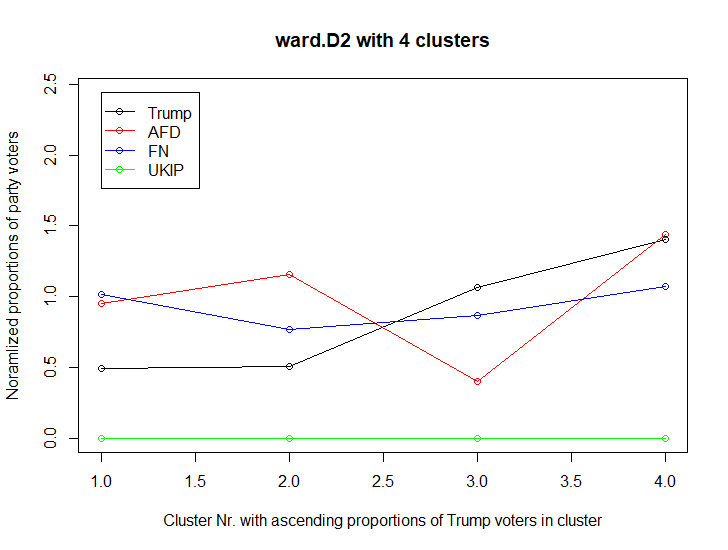 ward.D2 with 4 clusters
Noramlized proportions of party voters
2.5
2.0
1.5
1.0
0.5
0.0
Trump
AFD
FN
UKIP
1.0 1.5 2.0 2.5 3.0 3.5 4.0
Cluster Nr. with ascending proportions of Trump voters in cluster